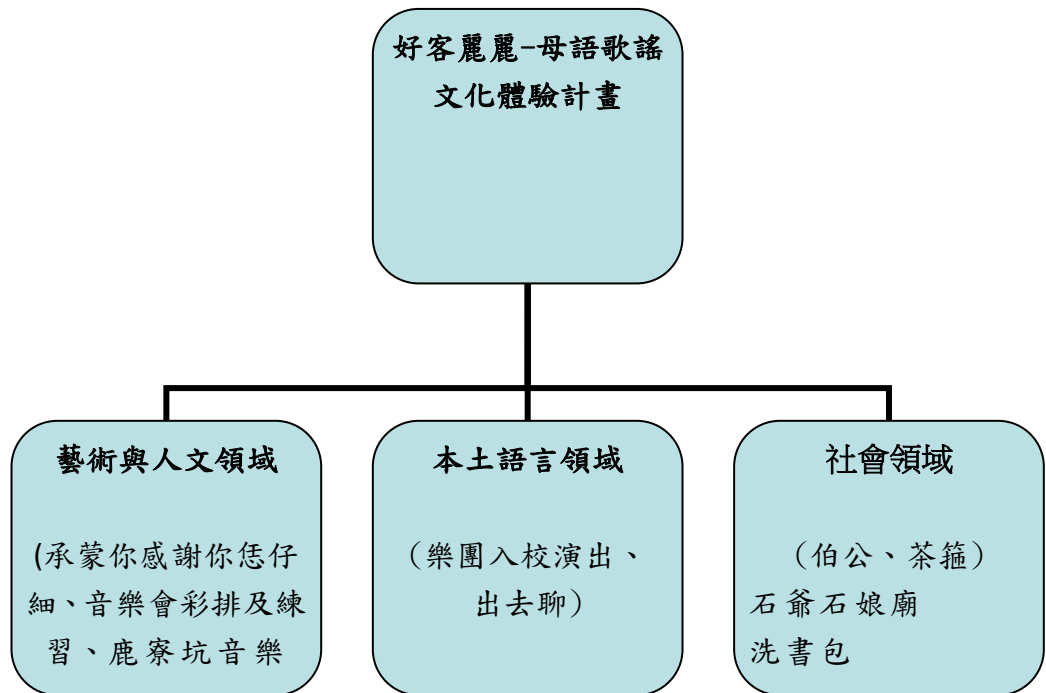 好客麗麗-母語歌謠
文化體驗計畫
藝術與人文領域
(承蒙你感謝你恁仔
細、音樂會彩排及練
習、鹿寮坑音樂
本土語言領域
（樂團入校演出、
出去聊）
社會領域
（伯公、茶箍）
石爺石娘廟
洗書包